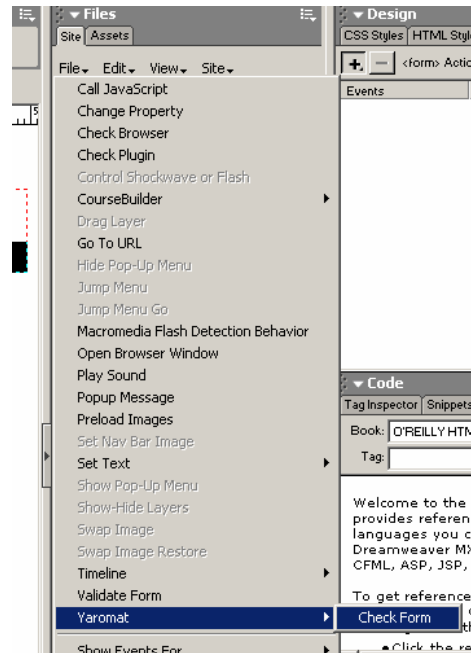 Files
Site Assets
File Edit View Site
Call JavaScript
Change Property
Check Browser
Check Plugin
Control Shockwave or Flash
CourseBuilder
Drag Layer
Go To URL
Hide Pop-Up Menu
Jump Menu
Jump Menu Go
Macromedia Flash Detection Behavior
Open Browser Window
Play Sound
Popup Message
Preload Images
Set Nav Bar Image
Set Text
Show Pop-Up Menu
Show-Hide Layers
Swap Image
Swap Image Restore
Timeline
Validate Form
Yaromat
Show Events For
Check Form
Design
CSS Styles HTML Styl
<form> Actio
Events
Code
Tag Inspector Snippets
Book: O'REILLY HTM
Tag:
Welcome to the
provides referen
languages you c
Dreamweaver MX
CFML, ASP, JSP,
To get reference
Click the re